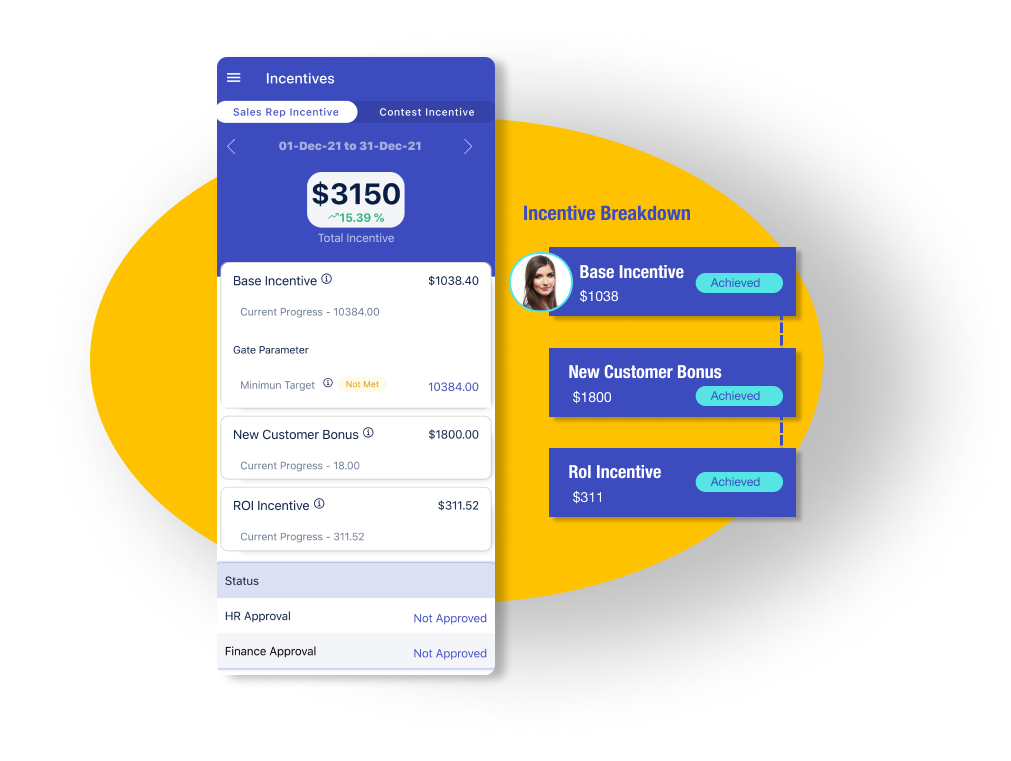 Incentives
Sales Rep Incentive Contest Incentive
01-Dec-21 to 31-Dec-21
$3150
15.39 %
Total Incentive
Base Incentive $1038.40
Current Progress - 10384.00
Gate Parameter
Minimun Target Not Met 10384.00
New Customer Bonus $1800.00
Current Progress - 18.00
ROI Incentive $311.52
Current Progress - 311.52
Status
HR Approval Not Approved
Finance Approval Not Approved
Incentive Breakdown
Base Incentive
Achieved
$1038
New Customer Bonus
$1800 Achieved
RoI Incentive
Achieved
$311